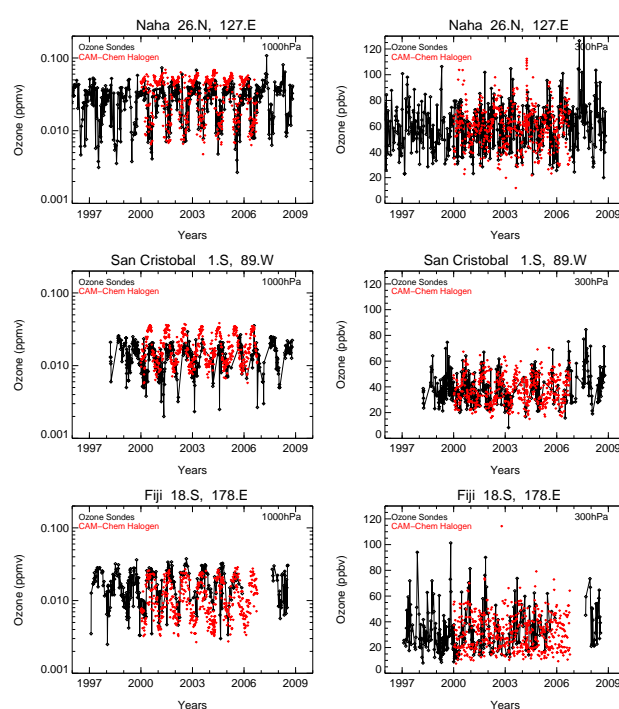 Naha 26.N, 127.E
Ozone Sondes 1000hPa
CAM-Chem Halogen
Ozone (ppmv)
0.100
0.010
0.001
1997 2000 2003 2006 2009
Years
Naha 26.N, 127.E
Ozone Sondes 300hPa
CAM-Chem Halogen
Ozone (ppbv)
120
100
80
60
40
20
0
1997 2000 2003 2006 2009
Years
San Cristobal 1.S, 89.W
Ozone Sondes 1000hPa
CAM-Chem Halogen
Ozone (ppmv)
0.100
0.010
0.001
1997 2000 2003 2006 2009
Years
San Cristobal 1.S, 89.W
Ozone Sondes 300hPa
CAM-Chem Halogen
Ozone (ppbv)
120
100
80
60
40
20
0
1997 2000 2003 2006 2009
Years
Fiji 18.S, 178.E
Ozone Sondes 1000hPa
CAM-Chem Halogen
Ozone (ppmv)
0.100
0.010
0.001
1997 2000 2003 2006 2009
Years
Fiji 18.S, 178.E
Ozone Sondes 300hPa
CAM-Chem Halogen
Ozone (ppbv)
120
100
80
60
40
20
0
1997 2000 2003 2006 2009
Years